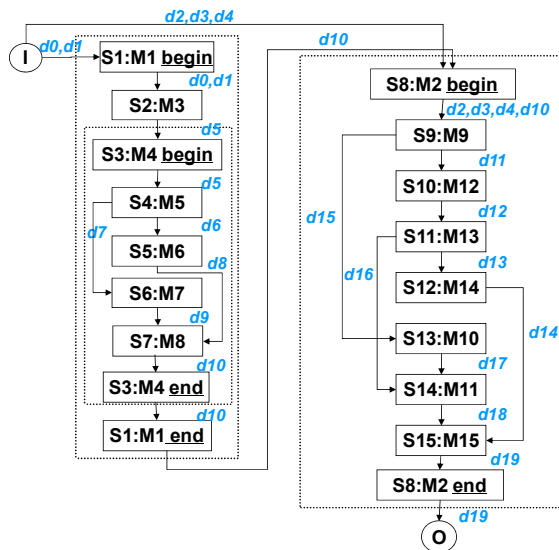 d2,d3,d4
d10
I
d0,d1
S1:M1 begin
d0,d1
S2:M3
d5
S3:M4 begin
d5
S4:M5
d7
d6
S5:M6
d8
S6:M7
d9
S7:M8
d10
S3:M4 end
d10
S1:M1 end
S8:M2 begin
d2,d3,d4,d10
S9:M9
d11
S10:M12
d15
d12
S11:M13
d16
d13
S12:M14
d14
S13:M10
d17
S14:M11
d18
S15:M15
d19
S8:M2 end
d19
O